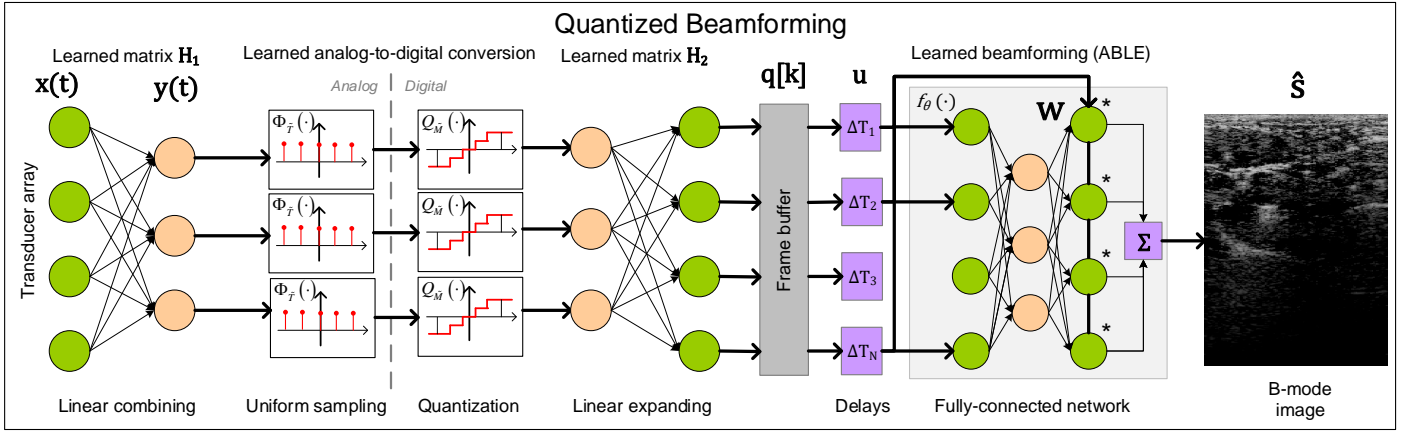 Quantized Beamforming
Learned matrix H₁
Learned analog-to-digital conversion
Learned matrix H₂
Learned beamforming (ABLE)
x(t)
y(t)
Analog
Digital
q[k]
u
W
ŝ
Transducer array
Φ_T̃(·)
Φ_T̃(·)
Φ_T̃(·)
Q_M̃(·)
Q_M̃(·)
Q_M̃(·)
Frame buffer
ΔT₁
ΔT₂
ΔT₃
ΔT_N
f_θ(·)
*
*
*
*
Σ
Linear combining
Uniform sampling
Quantization
Linear expanding
Delays
Fully-connected network
B-mode
image